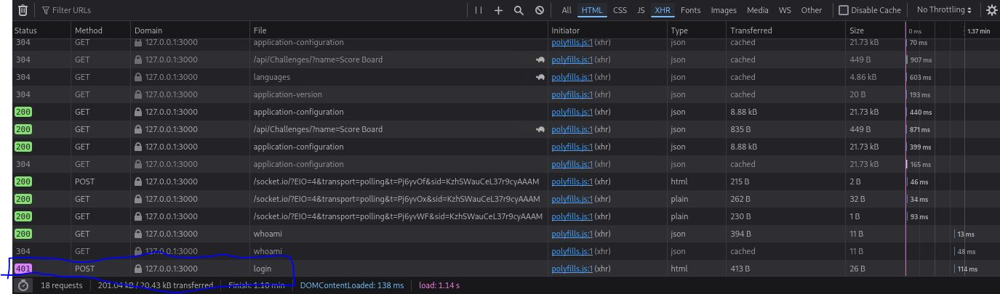 Filter URLs All HTML CSS JS XHR Fonts Images Media WS Other Disable Cache No Throttling
Status Method Domain File Initiator Type Transferred Size 0 ms 1.37 min
304 GET 127.0.0.1:3000 application-configuration polyfills.js:1 (xhr) json cached 21.73 kB 70 ms
304 GET 127.0.0.1:3000 /api/Challenges/?name=Score Board polyfills.js:1 (xhr) json cached 449 B 907 ms
304 GET 127.0.0.1:3000 languages polyfills.js:1 (xhr) json cached 4.86 kB 603 ms
304 GET 127.0.0.1:3000 application-version polyfills.js:1 (xhr) json cached 20 B 193 ms
200 GET 127.0.0.1:3000 application-configuration polyfills.js:1 (xhr) json 8.88 kB 21.73 kB 440 ms
200 GET 127.0.0.1:3000 /api/Challenges/?name=Score Board polyfills.js:1 (xhr) json 835 B 449 B 871 ms
200 GET 127.0.0.1:3000 application-configuration polyfills.js:1 (xhr) json 8.88 kB 21.73 kB 399 ms
304 GET 127.0.0.1:3000 application-configuration polyfills.js:1 (xhr) json cached 21.73 kB 165 ms
200 POST 127.0.0.1:3000 /socket.io/?EIO=4&transport=polling&t=Pj6yvOf&sid=KzhSWauCeL37r9cyAAAM polyfills.js:1 (xhr) html 215 B 2 B 46 ms
200 GET 127.0.0.1:3000 /socket.io/?EIO=4&transport=polling&t=Pj6yvOx&sid=KzhSWauCeL37r9cyAAAM polyfills.js:1 (xhr) plain 262 B 32 B 34 ms
200 GET 127.0.0.1:3000 /socket.io/?EIO=4&transport=polling&t=Pj6yvWF&sid=KzhSWauCeL37r9cyAAAM polyfills.js:1 (xhr) plain 230 B 1 B 93 ms
200 GET 127.0.0.1:3000 whoami polyfills.js:1 (xhr) json 394 B 11 B 13 ms
304 GET 127.0.0.1:3000 whoami polyfills.js:1 (xhr) json cached 11 B 48 ms
401 POST 127.0.0.1:3000 login polyfills.js:1 (xhr) html 413 B 26 B 114 ms
18 requests 201.04 kB / 20.43 kB transferred Finish: 1.10 min DOMContentLoaded: 138 ms load: 1.14 s